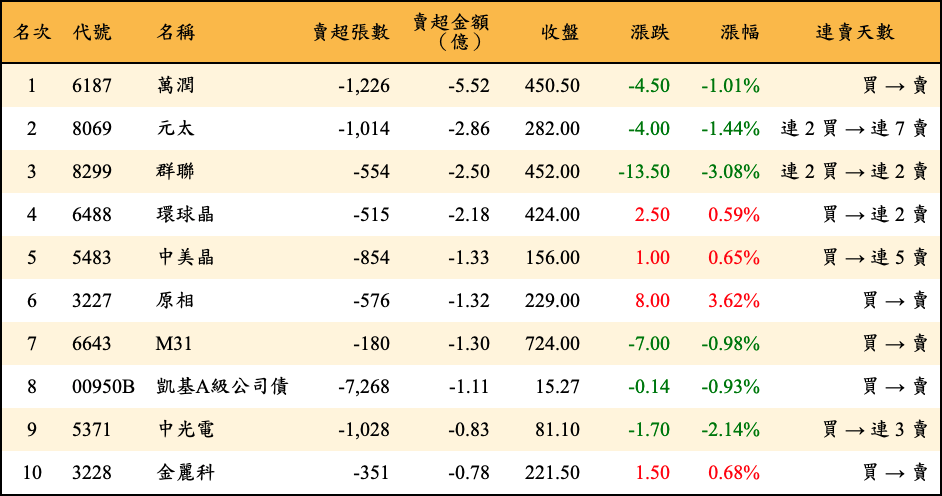 名次 代號 名稱 賣超張數 賣超金額（億） 收盤 漲跌 漲幅 連賣天數
1 6187 萬潤 -1,226 -5.52 450.50 -4.50 -1.01% 買 → 賣
2 8069 元太 -1,014 -2.86 282.00 -4.00 -1.44% 連 2 買 → 連 7 賣
3 8299 群聯 -554 -2.50 452.00 -13.50 -3.08% 連 2 買 → 連 2 賣
4 6488 環球晶 -515 -2.18 424.00 2.50 0.59% 買 → 連 2 賣
5 5483 中美晶 -854 -1.33 156.00 1.00 0.65% 買 → 連 5 賣
6 3227 原相 -576 -1.32 229.00 8.00 3.62% 買 → 賣
7 6643 M31 -180 -1.30 724.00 -7.00 -0.98% 買 → 賣
8 00950B 凱基A級公司債 -7,268 -1.11 15.27 -0.14 -0.93% 買 → 賣
9 5371 中光電 -1,028 -0.83 81.10 -1.70 -2.14% 買 → 連 3 賣
10 3228 金麗科 -351 -0.78 221.50 1.50 0.68% 買 → 賣